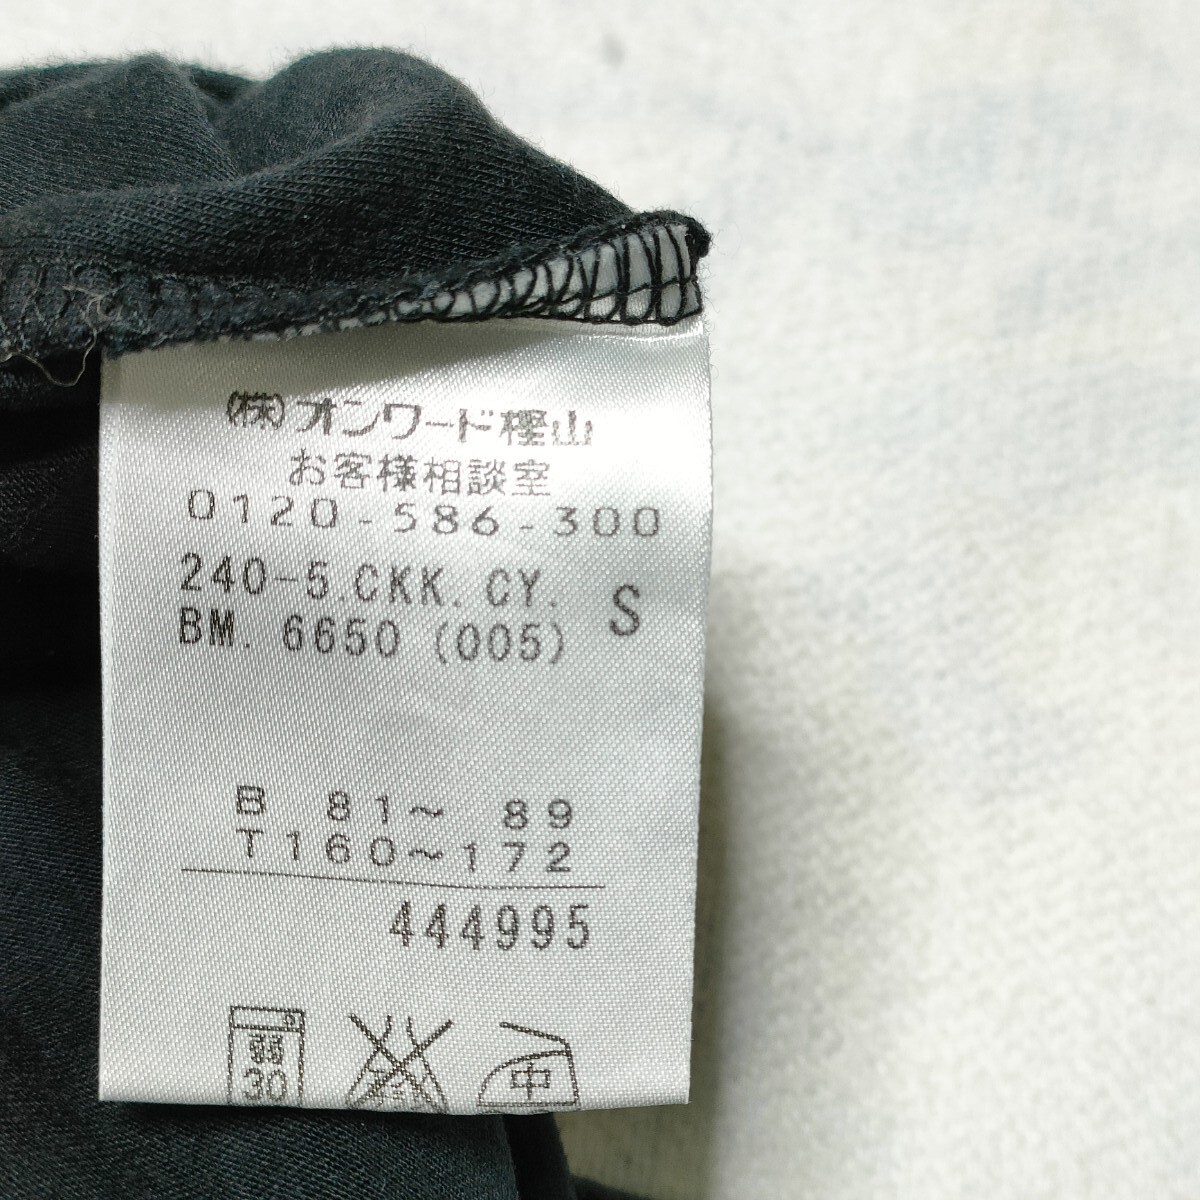 (株)オンワード樫山
お客様相談室
0120-586-300
240-5.CKK. CY.
BM. 6650 (005) S
B 81~ 89
T160~172
444995
弱
30
中